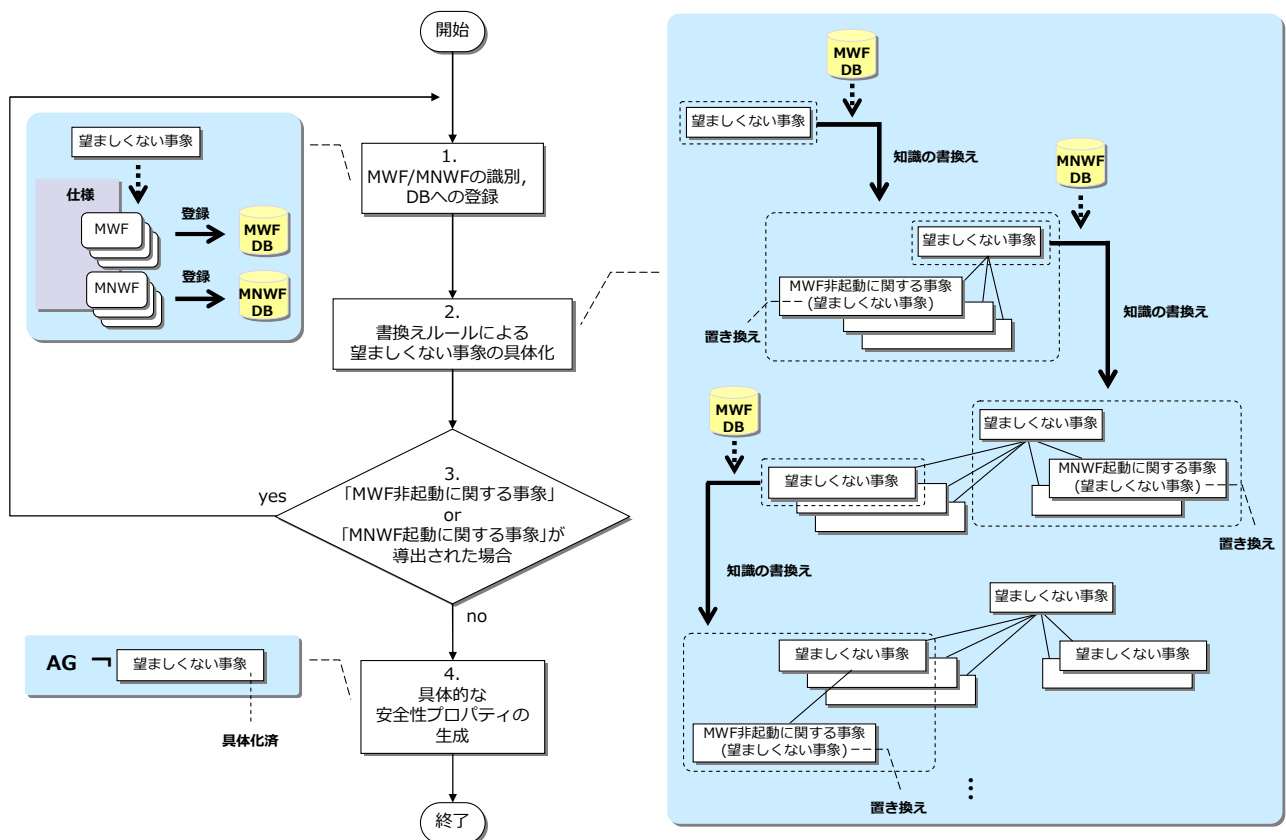 開始
望ましくない事象
仕様
MWF
登録
MWF
DB
MNWF
登録
MNWF
DB
1.
MWF/MNWFの識別,
DBへの登録
2.
書換えルールによる
望ましくない事象の具体化
3.
「MWF非起動に関する事象」
or
「MNWF起動に関する事象」が
導出された場合
yes
no
AG ¬ 望ましくない事象
具体化済
4.
具体的な
安全性プロパティの
生成
終了
MWF
DB
望ましくない事象
知識の書換え
MNWF
DB
望ましくない事象
MWF非起動に関する事象
(望ましくない事象)
置き換え
知識の書換え
MWF
DB
望ましくない事象
望ましくない事象
MNWF起動に関する事象
(望ましくない事象)
置き換え
知識の書換え
望ましくない事象
望ましくない事象
望ましくない事象
MWF非起動に関する事象
(望ましくない事象)
置き換え
⋮